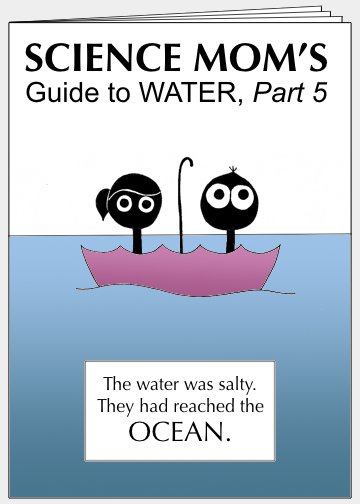 SCIENCE MOM’S
Guide to WATER, Part 5
The water was salty.
They had reached the
OCEAN.